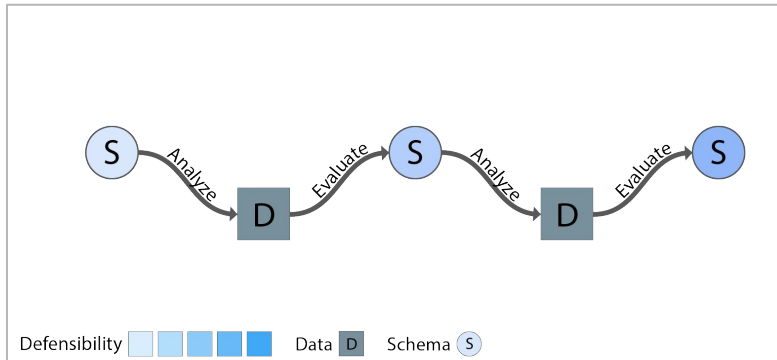 S Analyze D Evaluate S Analyze D Evaluate S
Defensibility Data D Schema S